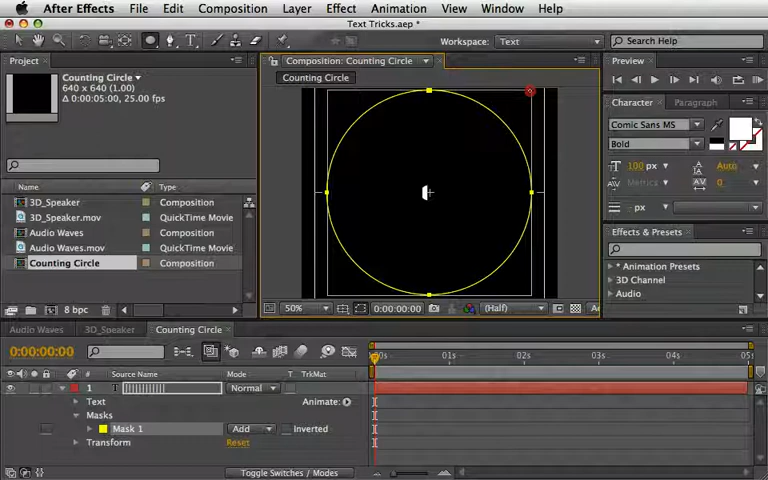 After Effects File Edit Composition Layer Effect Animation View Window Help
Text Tricks.aep *
Workspace: Text Search Help
Project
Composition: Counting Circle
Preview
Counting Circle
Counting Circle
640 x 640 (1.00)
Δ 0:00:05:00, 25.00 fps
Character Paragraph
Comic Sans MS
Bold
100 px Auto
Metrics 0
- px
Name Type
3D_Speaker Composition
3D_Speaker.mov QuickTime Movie
Audio Waves Composition
Audio Waves.mov QuickTime Movie
Counting Circle Composition
Effects & Presets
* Animation Presets
3D Channel
Audio
8 bpc
50% 0:00:00:00 (Half)
Audio Waves 3D_Speaker Counting Circle
0:00:00:00
:00s 01s 02s 03s 04s 05s
# Source Name Mode T TrkMat
1 T |||||||||||| Normal
Text Animate:
Masks
Mask 1 Add Inverted
Transform Reset
Toggle Switches / Modes